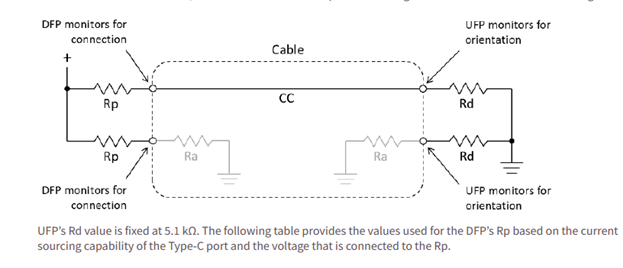 DFP monitors for
connection
UFP monitors for
orientation
Cable
+
Rp
CC
Rd
Rp
Ra
Ra
Rd
DFP monitors for
connection
UFP monitors for
orientation
UFP's Rd value is fixed at 5.1 kΩ. The following table provides the values used for the DFP's Rp based on the current
sourcing capability of the Type-C port and the voltage that is connected to the Rp.